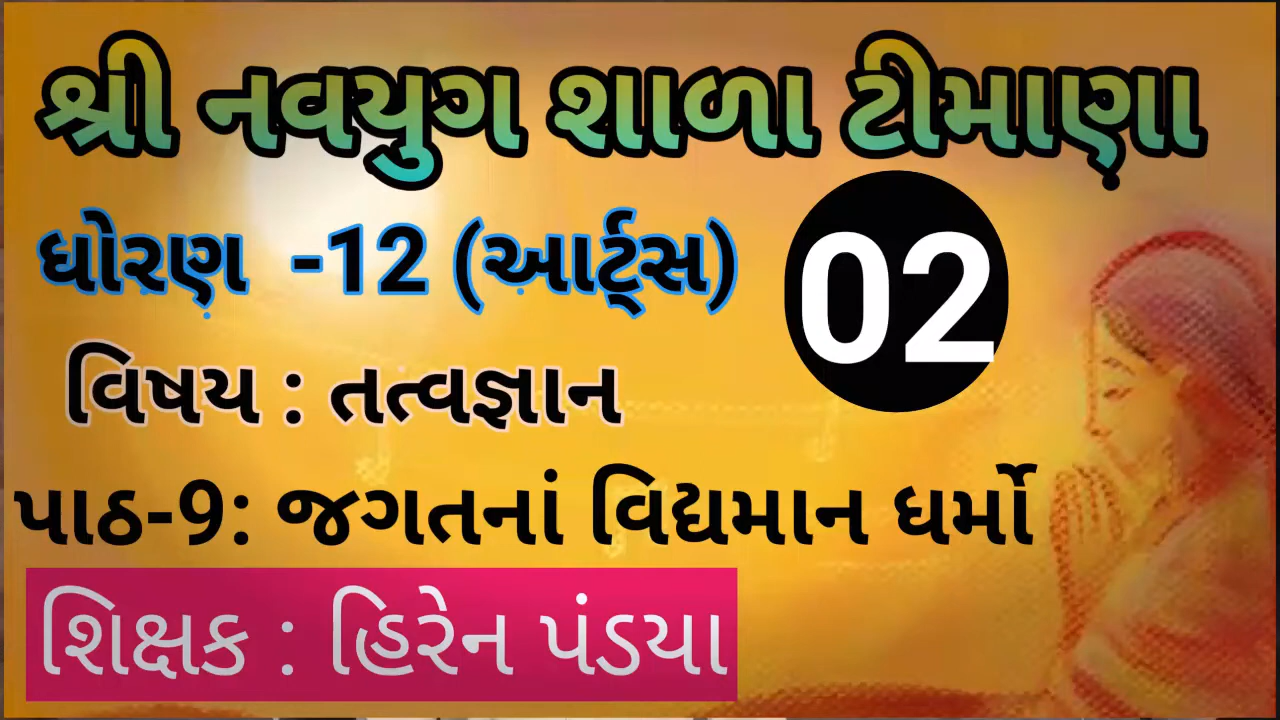 શ્રી નવયુગ શાળા ટીમાણા
ધોરણ -12 (આર્ટ્સ)
02
વિષય : તત્વજ્ઞાન
પાઠ-9: જગતનાં વિદ્યમાન ધર્મો
શિક્ષક : હિરેન પંડયા